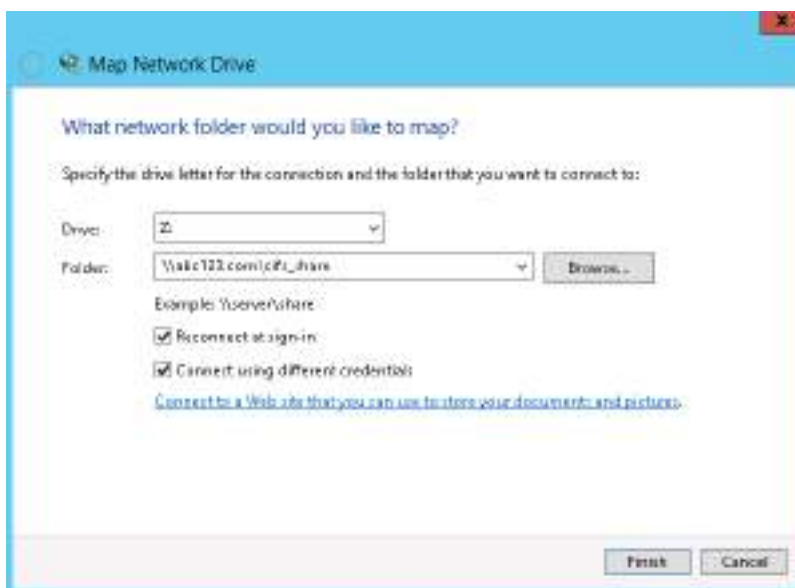 Map Network Drive
What network folder would you like to map?
Specify the drive letter for the connection and the folder that you want to connect to:
Drive: Z:
Folder: \\abc123.com\cifs_share Browse...
Example: \\server\share
Reconnect at sign-in
Connect using different credentials
Connect to a Web site that you can use to store your documents and pictures.
Finish Cancel